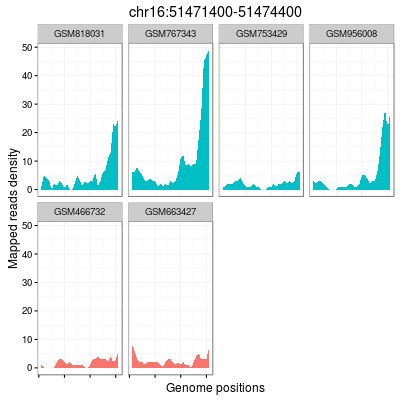 chr16:51471400-51474400
GSM818031 GSM767343 GSM753429 GSM956008
50
40
30
20
10
0
GSM466732 GSM663427
50
40
30
20
10
0
Mapped reads density
Genome positions